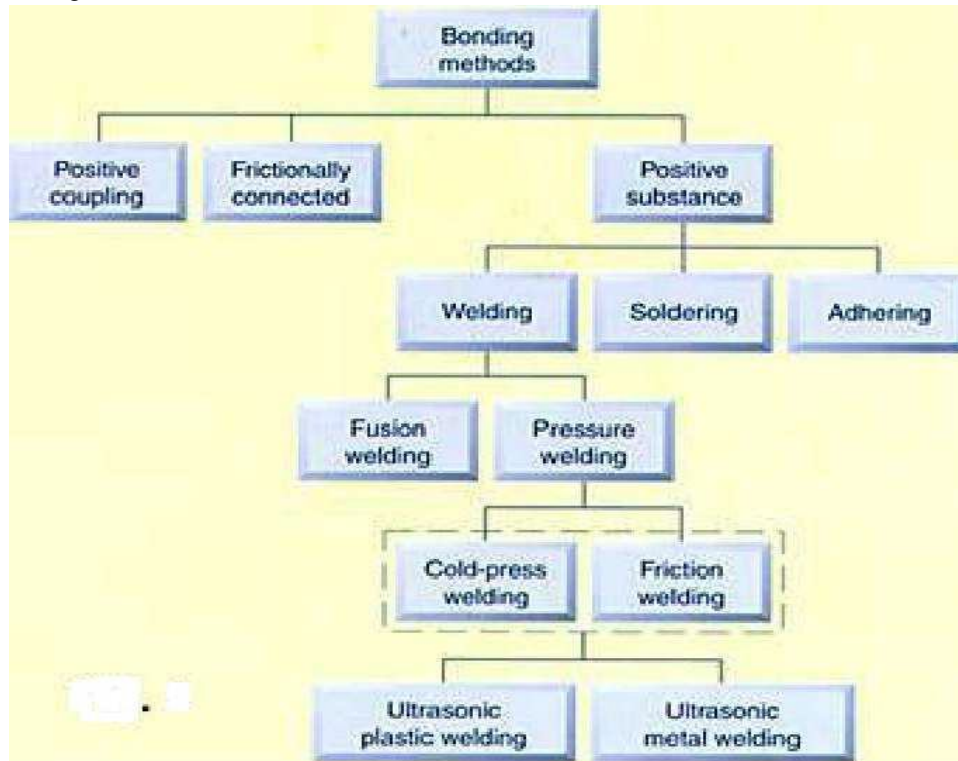 Bonding
methods
Positive
coupling
Frictionally
connected
Positive
substance
Welding
Soldering
Adhering
Fusion
welding
Pressure
welding
Cold-press
welding
Friction
welding
Ultrasonic
plastic welding
Ultrasonic
metal welding